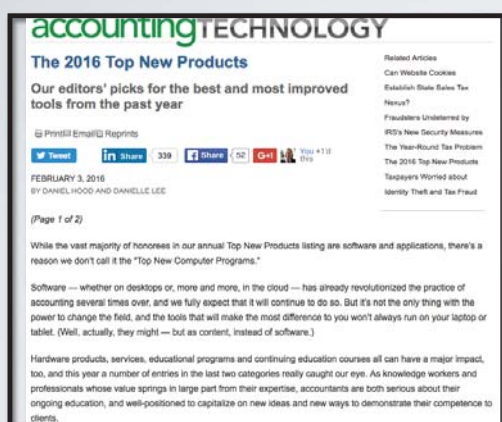 accountingTECHNOLOGY
The 2016 Top New Products
Our editors' picks for the best and most improved
tools from the past year
Print Email Reprints
Tweet in Share 339 Share 52 G+1 You +1'd
this
FEBRUARY 3, 2016
BY DANIEL HOOD AND DANIELLE LEE
(Page 1 of 2)
While the vast majority of honorees in our annual Top New Products listing are software and applications, there's a
reason we don't call it the "Top New Computer Programs."
Software — whether on desktops or, more and more, in the cloud — has already revolutionized the practice of
accounting several times over, and we fully expect that it will continue to do so. But it's not the only thing with the
power to change the field, and the tools that will make the most difference to you won't always run on your laptop or
tablet. (Well, actually, they might — but as content, instead of software.)
Hardware products, services, educational programs and continuing education courses all can have a major impact,
too, and this year a number of entries in the last two categories really caught our eye. As knowledge workers and
professionals whose value springs in large part from their expertise, accountants are both serious about their
ongoing education, and well-positioned to capitalize on new ideas and new ways to demonstrate their competence to
clients.
Related Articles
Can Website Cookies
Establish State Sales Tax
Nexus?
Fraudsters Undeterred by
IRS's New Security Measures
The Year-Round Tax Problem
The 2016 Top New Products
Taxpayers Worried about
Identity Theft and Tax Fraud